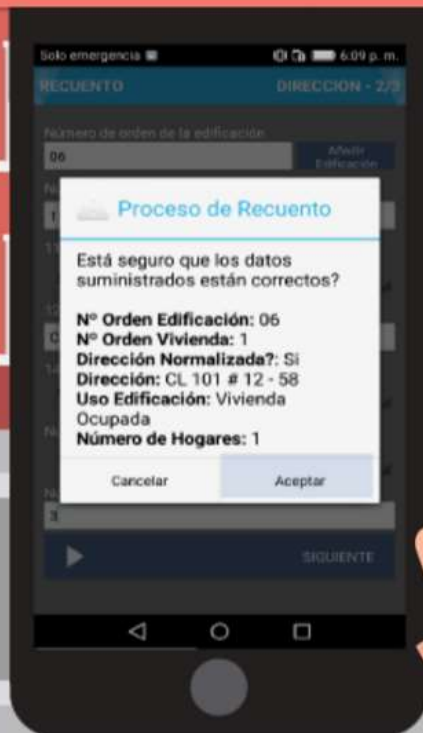 Solo emergencia 6:09 p. m.
RECUENTO DIRECCION - 2/3
Número de orden de la edificación
06 Añadir
Edificación
Proceso de Recuento
Está seguro que los datos
suministrados están correctos?
Nº Orden Edificación: 06
Nº Orden Vivienda: 1
Dirección Normalizada?: Si
Dirección: CL 101 # 12 - 58
Uso Edificación: Vivienda
Ocupada
Número de Hogares: 1
Cancelar Aceptar
3
SIGUIENTE